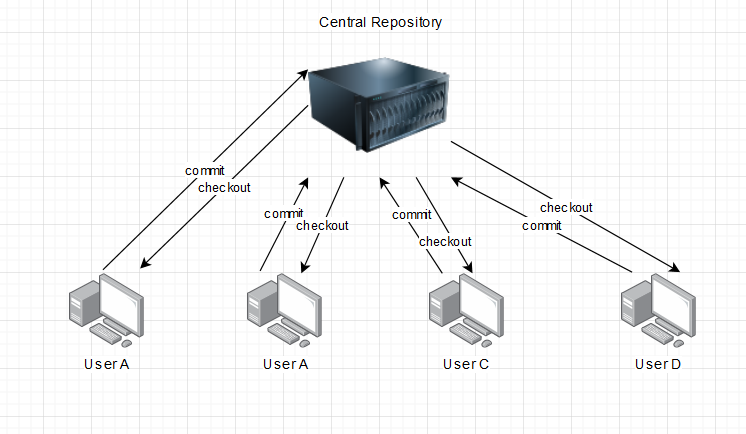 Central Repository
commit
checkout
commit
checkout
commit
checkout
checkout
commit
User A
User A
User C
User D